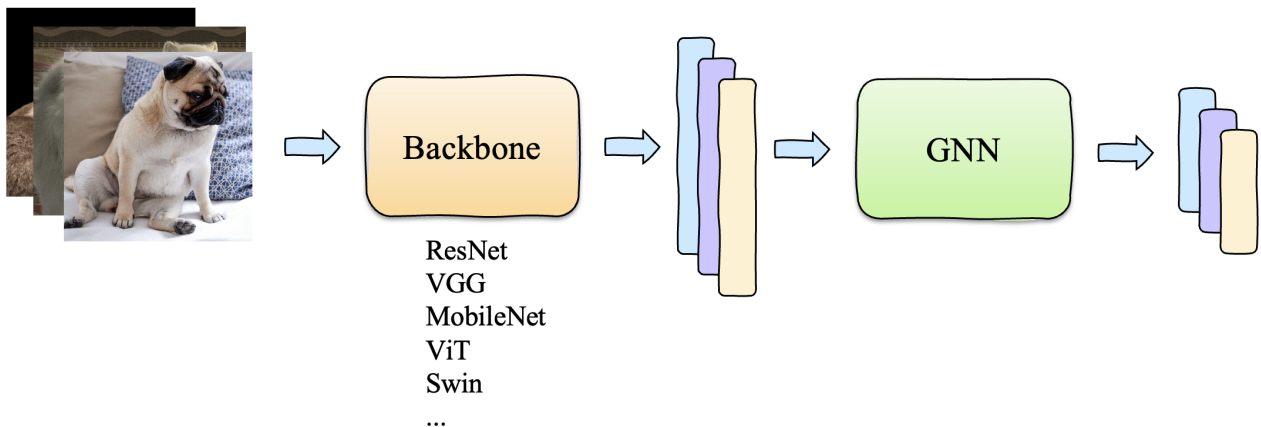 Backbone
GNN
ResNet
VGG
MobileNet
ViT
Swin
...